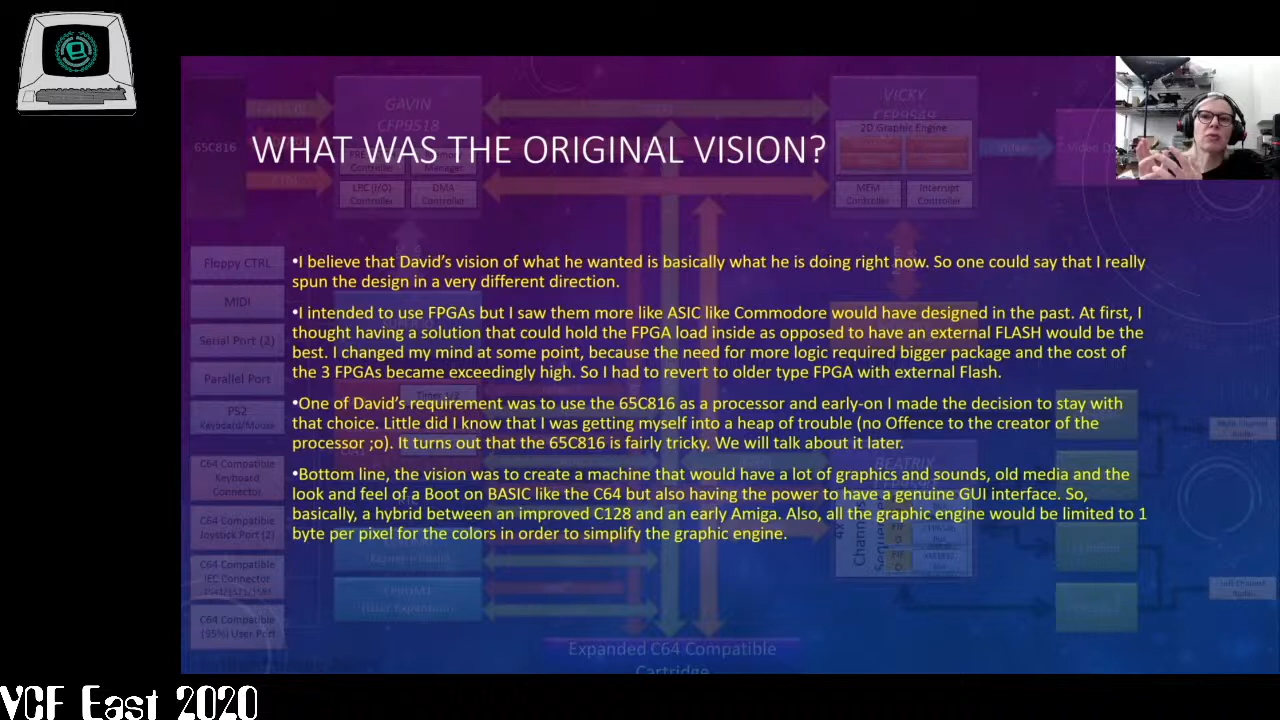 WHAT WAS THE ORIGINAL VISION?
•I believe that David's vision of what he wanted is basically what he is doing right now. So one could say that I really
spun the design in a very different direction.
•I intended to use FPGAs but I saw them more like ASIC like Commodore would have designed in the past. At first, I
thought having a solution that could hold the FPGA load inside as opposed to have an external FLASH would be the
best. I changed my mind at some point, because the need for more logic required bigger package and the cost of
the 3 FPGAs became exceedingly high. So I had to revert to older type FPGA with external Flash.
•One of David's requirement was to use the 65C816 as a processor and early-on I made the decision to stay with
that choice. Little did I know that I was getting myself into a heap of trouble (no Offence to the creator of the
processor ;o). It turns out that the 65C816 is fairly tricky. We will talk about it later.
•Bottom line, the vision was to create a machine that would have a lot of graphics and sounds, old media and the
look and feel of a Boot on BASIC like the C64 but also having the power to have a genuine GUI interface. So,
basically, a hybrid between an improved C128 and an early Amiga. Also, all the graphic engine would be limited to 1
byte per pixel for the colors in order to simplify the graphic engine.
65C816
GAVIN
CFP9518
LPC (I/O)
Controller
DMA
Controller
VICKY
2D Graphic Engine
MEM
Controller
Interrupt
Controller
Floppy CTRL
MIDI
Serial Port (2)
Parallel Port
PS2
Keyboard/Mouse
C64 Compatible
Keyboard
Connector
C64 Compatible
Joystick Port (2)
C64 Compatible
IEC Connector
C64 Compatible
(95%) User Port
BEATRIX
Expanded C64 Compatible
Cartridge
VCF East 2020